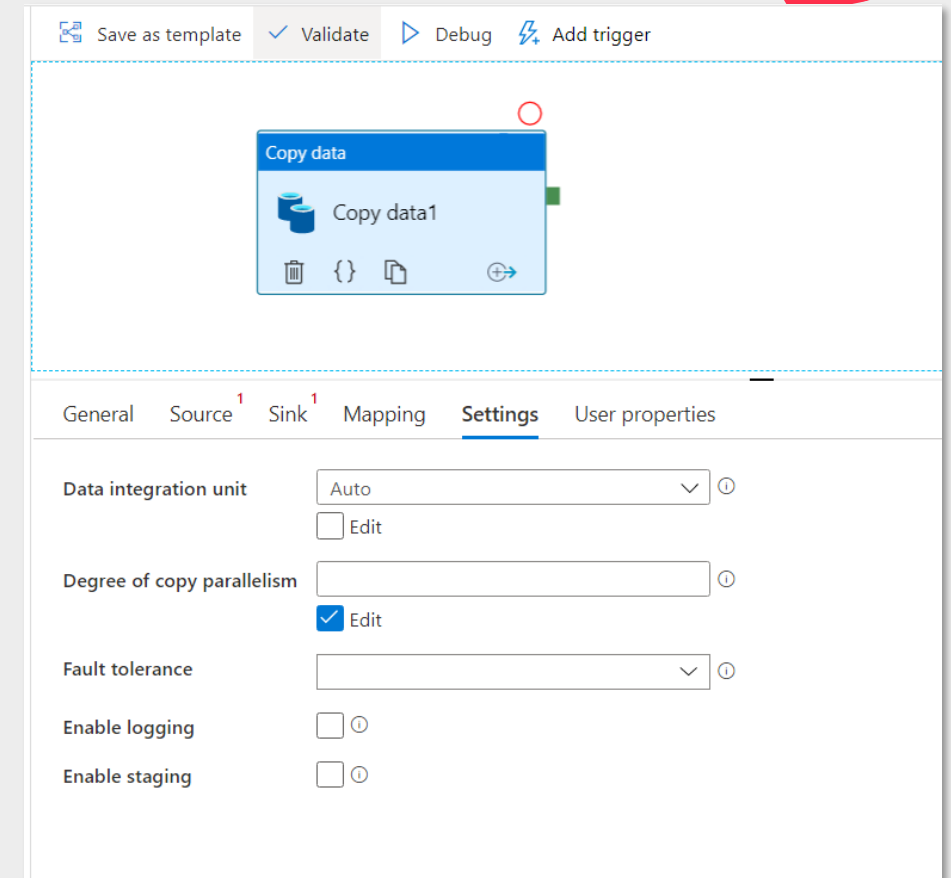 Save as template Validate Debug Add trigger
Copy data
Copy data1
{}
General Source 1 Sink 1 Mapping Settings User properties
Data integration unit Auto
Edit
Degree of copy parallelism
Edit
Fault tolerance
Enable logging
Enable staging